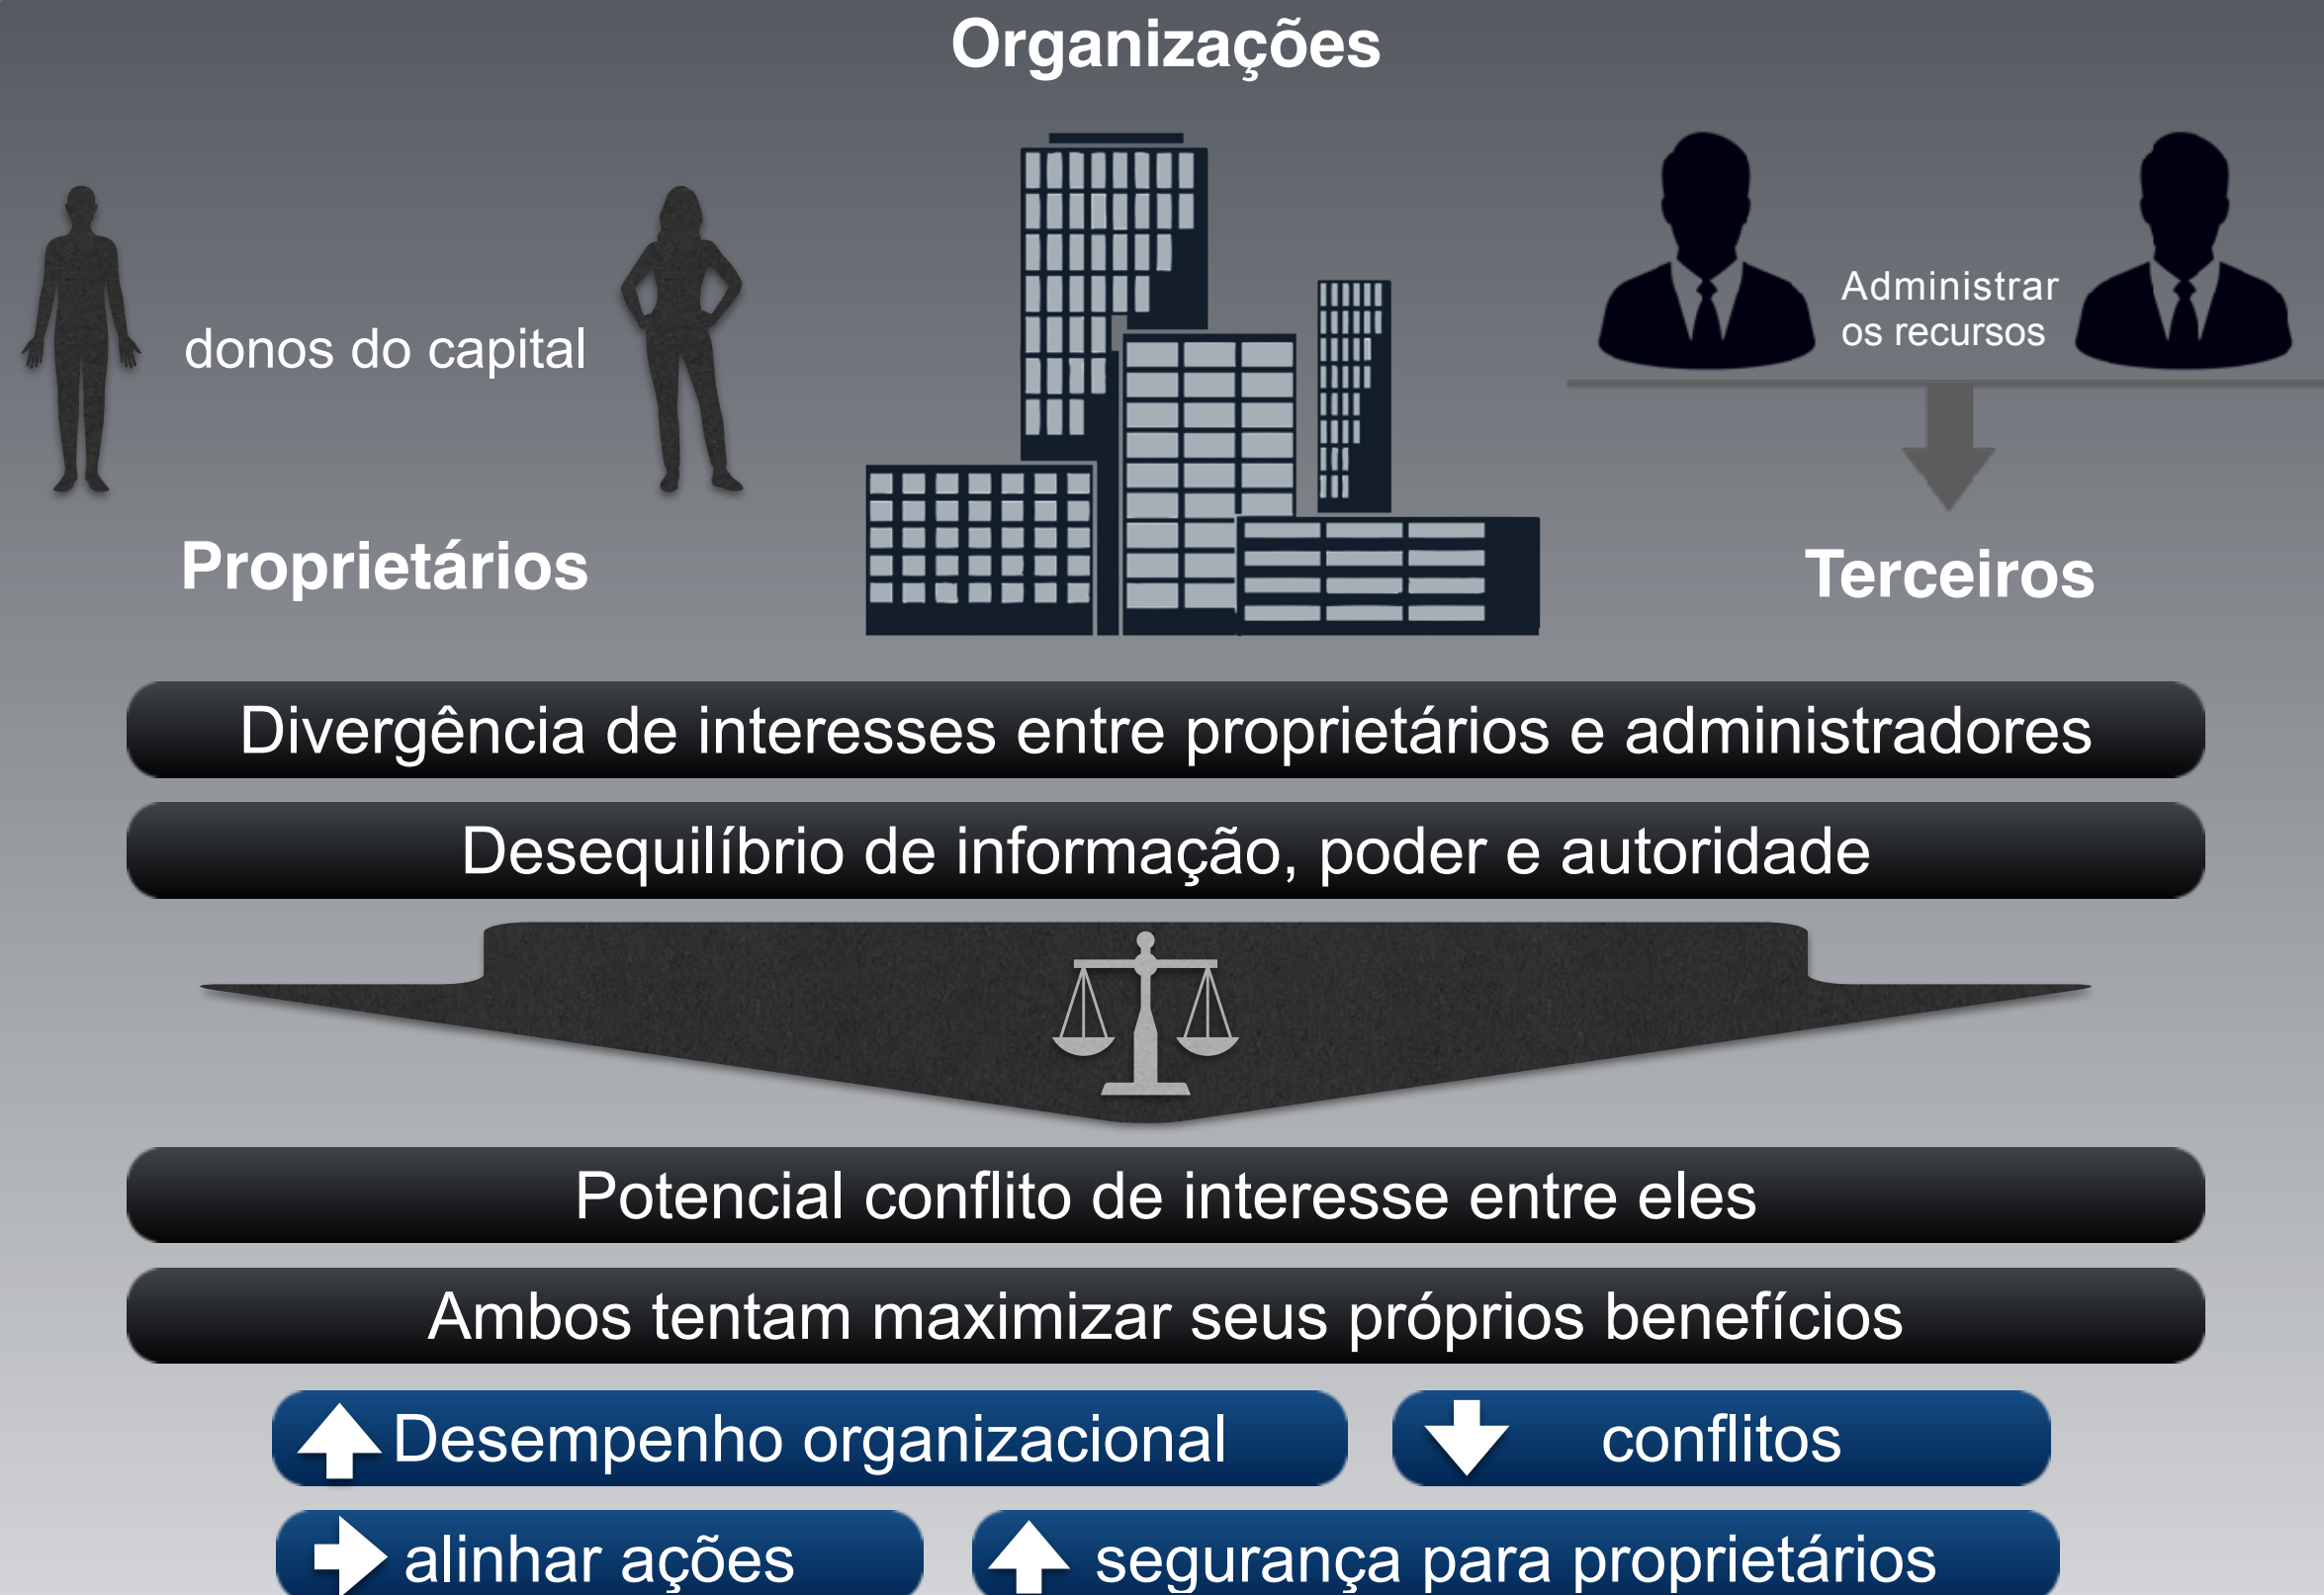 Organizações
donos do capital
Administrar
os recursos
Proprietários
Terceiros
Divergência de interesses entre proprietários e administradores
Desequilíbrio de informação, poder e autoridade
Potencial conflito de interesse entre eles
Ambos tentam maximizar seus próprios benefícios
Desempenho organizacional
conflitos
alinhar ações
segurança para proprietários